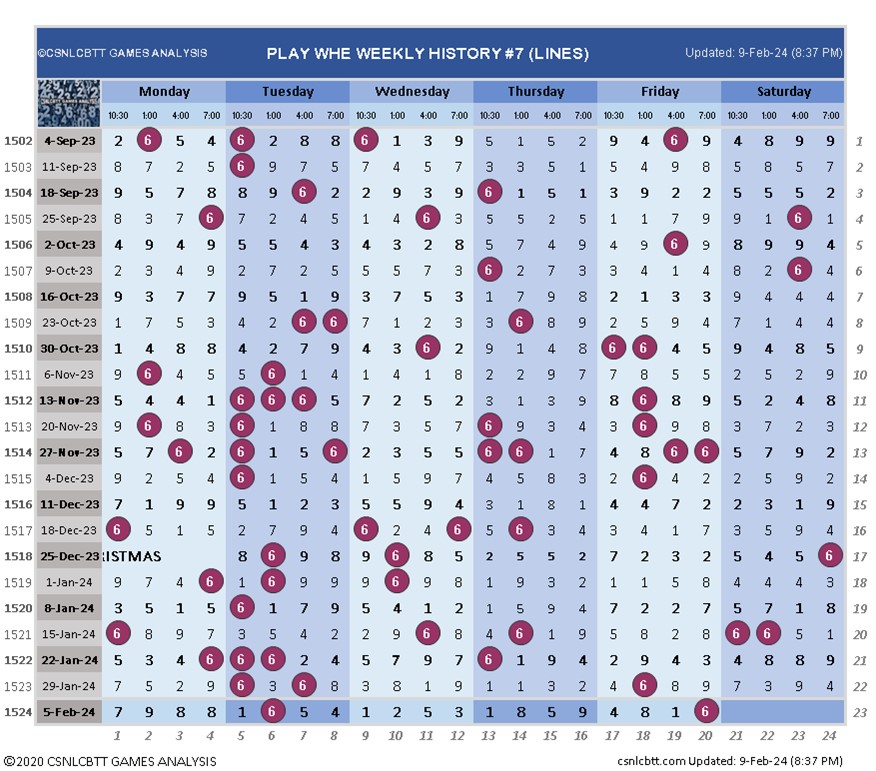 ©CSNLCBTT GAMES ANALYSIS PLAY WHE WEEKLY HISTORY #7 (LINES) Updated: 9-Feb-24 (8:37 PM)
Monday Tuesday Wednesday Thursday Friday Saturday
10:30 1:00 4:00 7:00 10:30 1:00 4:00 7:00 10:30 1:00 4:00 7:00 10:30 1:00 4:00 7:00 10:30 1:00 4:00 7:00 10:30 1:00 4:00 7:00
1502 4-Sep-23 2 6 5 4 6 2 8 8 6 1 3 9 5 1 5 2 9 4 6 9 4 8 9 9 1
1503 11-Sep-23 8 7 2 5 6 9 7 5 7 4 5 7 3 3 5 1 5 4 9 8 5 8 5 7 2
1504 18-Sep-23 9 5 7 8 8 9 6 2 2 9 3 9 6 1 5 1 3 9 2 2 5 5 5 2 3
1505 25-Sep-23 8 3 7 6 7 2 4 5 1 4 6 3 5 5 2 5 1 1 7 9 9 1 6 1 4
1506 2-Oct-23 4 9 4 9 5 5 4 3 4 3 2 8 5 7 4 9 4 9 6 9 8 9 9 4 5
1507 9-Oct-23 2 3 4 9 2 7 2 5 5 5 7 3 6 2 7 3 3 4 1 4 8 2 6 4 6
1508 16-Oct-23 9 3 7 7 9 5 1 9 3 7 5 3 1 7 9 8 2 1 3 3 9 4 4 4 7
1509 23-Oct-23 1 7 5 3 4 2 6 6 7 1 2 3 3 6 8 9 2 5 9 4 7 1 4 4 8
1510 30-Oct-23 1 4 8 8 4 2 7 9 4 3 6 2 9 1 4 8 6 6 4 5 9 4 8 5 9
1511 6-Nov-23 9 6 4 5 5 6 1 4 1 4 1 8 2 2 9 7 7 8 5 5 2 5 2 9 10
1512 13-Nov-23 5 4 4 1 6 6 6 5 7 2 5 2 3 1 3 9 8 6 8 9 5 2 4 8 11
1513 20-Nov-23 9 6 8 3 6 1 8 8 7 3 5 7 6 9 3 4 3 6 9 8 3 7 2 3 12
1514 27-Nov-23 5 7 6 2 6 1 5 6 2 3 5 5 6 6 1 7 4 8 6 6 5 7 9 2 13
1515 4-Dec-23 9 2 5 4 6 1 5 4 1 5 9 7 4 5 8 3 2 6 4 2 2 5 9 2 14
1516 11-Dec-23 7 1 9 9 5 1 2 3 5 5 9 4 3 1 8 1 4 4 7 2 2 3 1 9 15
1517 18-Dec-23 6 5 1 5 2 7 9 4 6 2 4 6 5 6 4 3 3 4 1 7 3 5 9 4 16
1518 25-Dec-23 RISTMAS 8 6 9 8 9 6 8 5 2 5 5 2 7 2 3 2 5 4 5 6 17
1519 1-Jan-24 9 7 4 6 1 6 9 9 9 6 9 8 1 9 3 2 1 1 5 8 4 4 4 3 18
1520 8-Jan-24 3 5 1 5 6 1 7 9 5 4 1 2 1 5 9 4 7 2 2 7 5 7 1 8 19
1521 15-Jan-24 6 8 9 7 3 5 4 2 2 9 6 8 4 6 1 9 5 8 2 8 6 6 5 1 20
1522 22-Jan-24 5 3 4 6 6 6 2 4 5 7 9 7 6 1 9 4 2 9 4 3 4 8 8 9 21
1523 29-Jan-24 7 5 2 9 6 3 6 8 3 8 1 9 1 1 3 2 4 6 8 9 7 3 9 4 22
1524 5-Feb-24 7 9 8 8 1 6 5 4 1 2 5 3 1 8 5 9 4 8 1 6 23
1 2 3 4 5 6 7 8 9 10 11 12 13 14 15 16 17 18 19 20 21 22 23 24
©2020 CSNLCBTT GAMES ANALYSIS csnlcbtt.com Updated: 9-Feb-24 (8:37 PM)